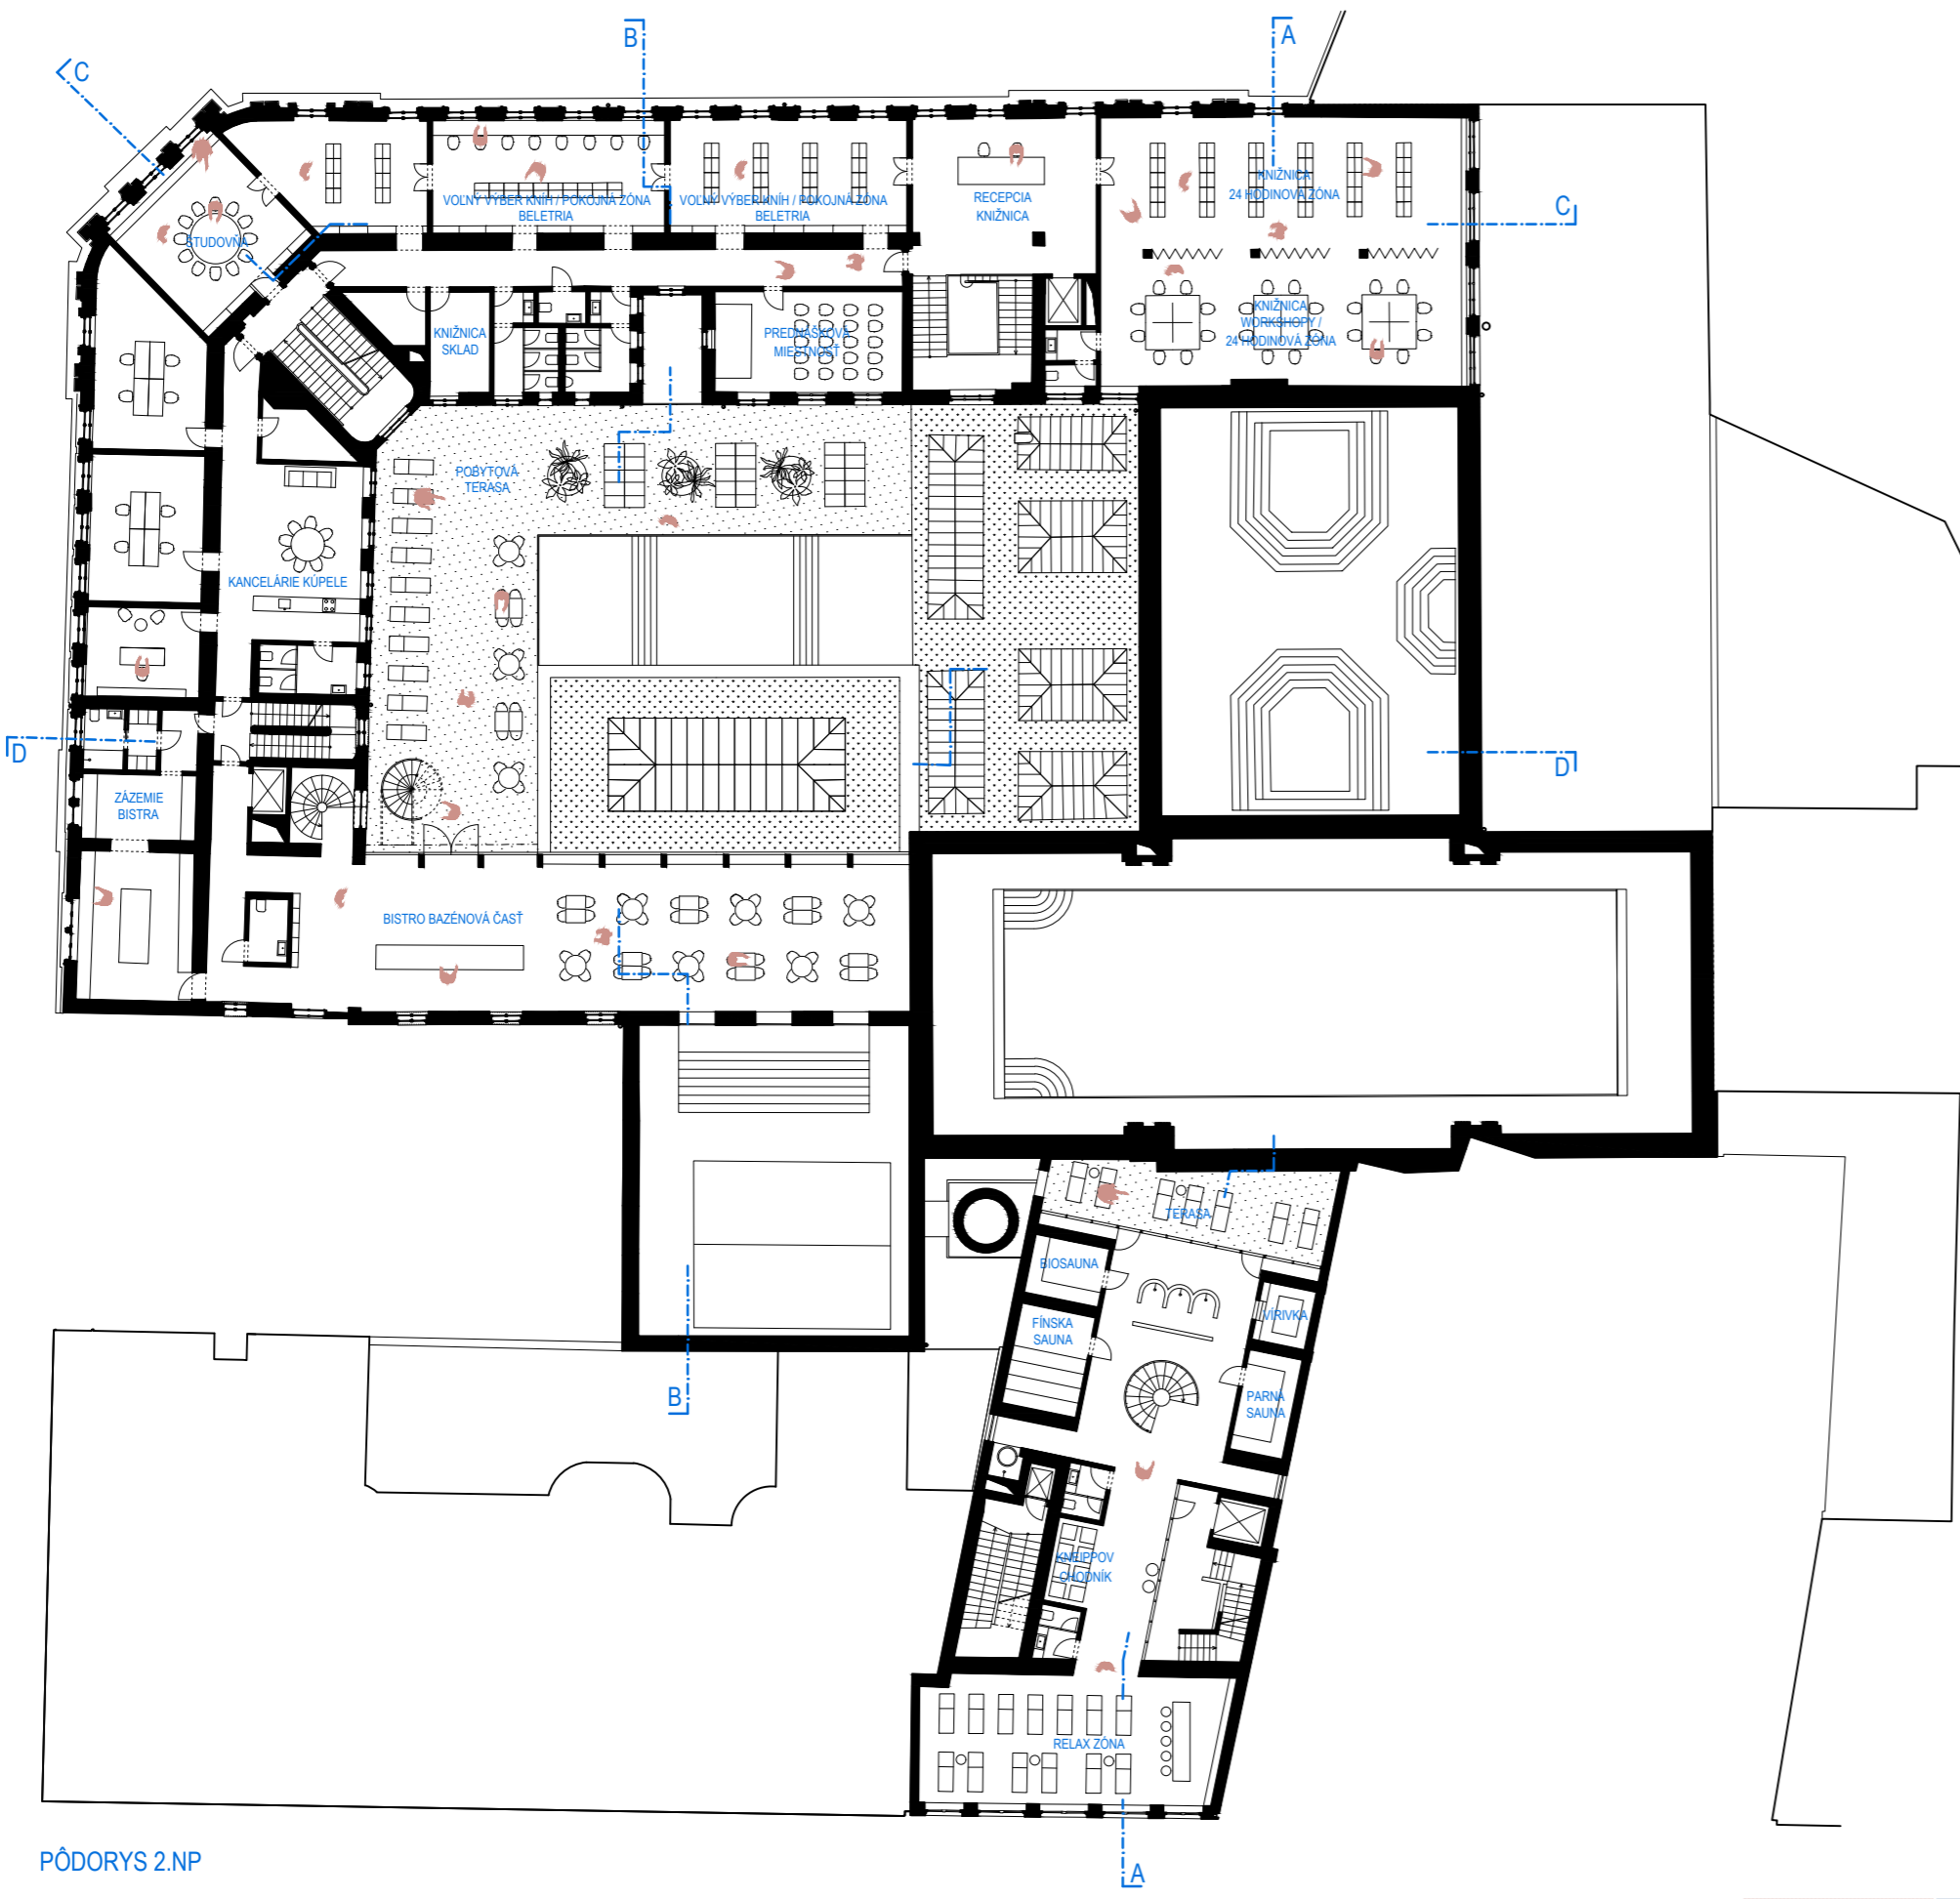 B
A
C
VOĽNÝ VÝBER KNÍH / POKOJNÁ ZÓNA
BELETRIA
VOĽNÝ VÝBER KNÍH / POKOJNÁ ZÓNA
BELETRIA
RECEPCIA
KNIŽNICA
KNIŽNICA
24 HODINOVÁ ZÓNA
C
ŠTUDOVŇA
KNIŽNICA
SKLAD
PREDNÁŠKOVÁ
MIESTNOSŤ
KNIŽNICA
WORKSHOPY /
24 HODINOVÁ ZÓNA
POBYTOVÁ
TERASA
KANCELÁRIE KÚPELE
D
D
ZÁZEMIE
BISTRA
BISTRO BAZÉNOVÁ ČASŤ
TERASA
BIOSAUNA
VÍRIVKA
FÍNSKA
SAUNA
PARNÁ
SAUNA
B
KNEIPPOV
CHODNÍK
RELAX ZÓNA
A
PÔDORYS 2.NP